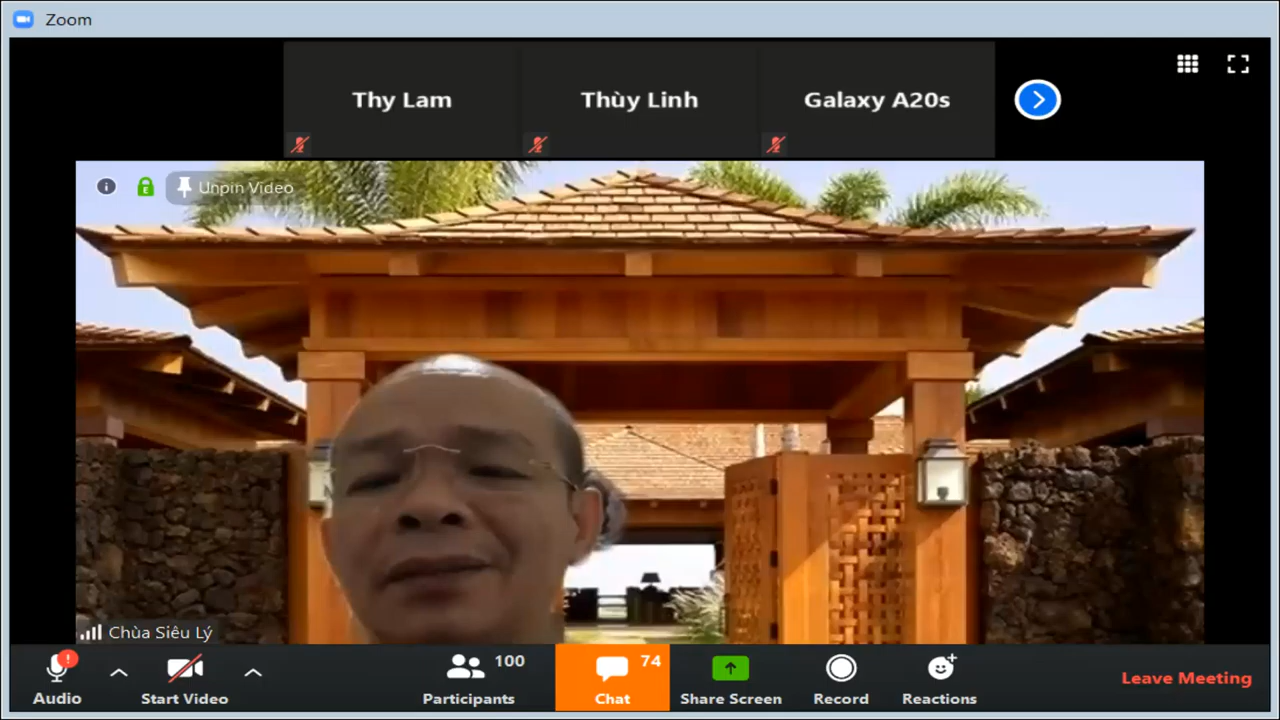 Zoom
Thy Lam
Thùy Linh
Galaxy A20s
Unpin Video
Chùa Siêu Lý
100
74
Audio
Start Video
Participants
Chat
Share Screen
Record
Reactions
Leave Meeting